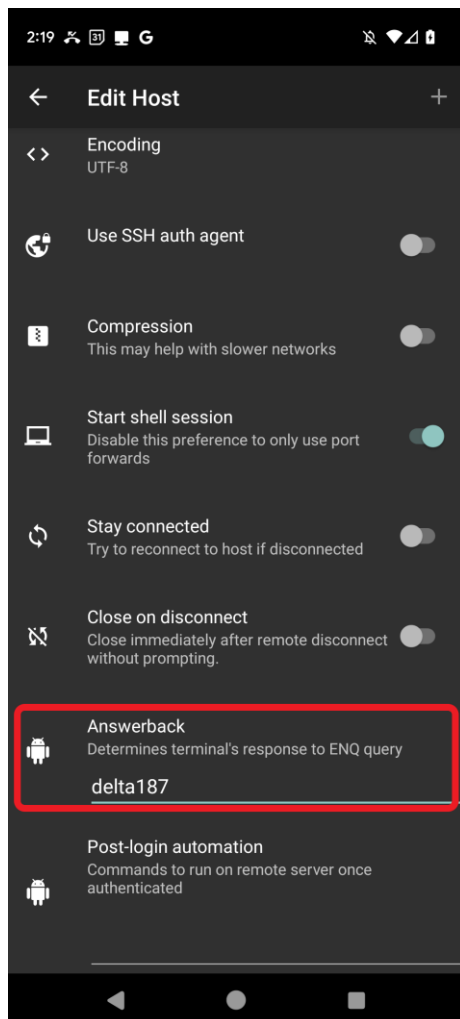 2:19 31 G
Edit Host
Encoding
UTF-8
Use SSH auth agent
Compression
This may help with slower networks
Start shell session
Disable this preference to only use port
forwards
Stay connected
Try to reconnect to host if disconnected
Close on disconnect
Close immediately after remote disconnect
without prompting.
Answerback
Determines terminal's response to ENQ query
delta187
Post-login automation
Commands to run on remote server once
authenticated